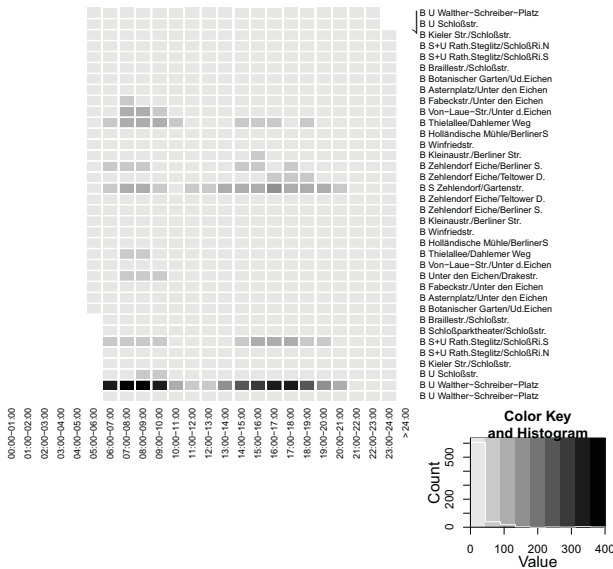 B U Walther−Schreiber−Platz
B U Schloßstr.
B Kieler Str./Schloßstr.
B S+U Rath.Steglitz/SchloßRi.N
B S+U Rath.Steglitz/SchloßRi.S
B Braillestr./Schloßstr.
B Botanischer Garten/Ud.Eichen
B Asternplatz/Unter den Eichen
B Fabeckstr./Unter den Eichen
B Von−Laue−Str./Unter d.Eichen
B Thielallee/Dahlemer Weg
B Holländische Mühle/BerlinerS
B Winfriedstr.
B Kleinaustr./Berliner Str.
B Zehlendorf Eiche/Berliner S.
B Zehlendorf Eiche/Teltower D.
B S Zehlendorf/Gartenstr.
B Zehlendorf Eiche/Teltower D.
B Zehlendorf Eiche/Berliner S.
B Kleinaustr./Berliner Str.
B Winfriedstr.
B Holländische Mühle/BerlinerS
B Thielallee/Dahlemer Weg
B Von−Laue−Str./Unter d.Eichen
B Unter den Eichen/Drakestr.
B Fabeckstr./Unter den Eichen
B Asternplatz/Unter den Eichen
B Botanischer Garten/Ud.Eichen
B Braillestr./Schloßstr.
B Schloßparktheater/Schloßstr.
B S+U Rath.Steglitz/SchloßRi.S
B S+U Rath.Steglitz/SchloßRi.N
B Kieler Str./Schloßstr.
B U Schloßstr.
B U Walther−Schreiber−Platz
B U Walther−Schreiber−Platz
00:00−01:00
01:00−02:00
02:00−03:00
03:00−04:00
04:00−05:00
05:00−06:00
06:00−07:00
07:00−08:00
08:00−09:00
09:00−10:00
10:00−11:00
11:00−12:00
12:00−13:00
13:00−14:00
14:00−15:00
15:00−16:00
16:00−17:00
17:00−18:00
18:00−19:00
19:00−20:00
20:00−21:00
21:00−22:00
22:00−23:00
23:00−24:00
> 24:00
Color Key
and Histogram
Count
0 200 500
0 100 200 300 400
Value